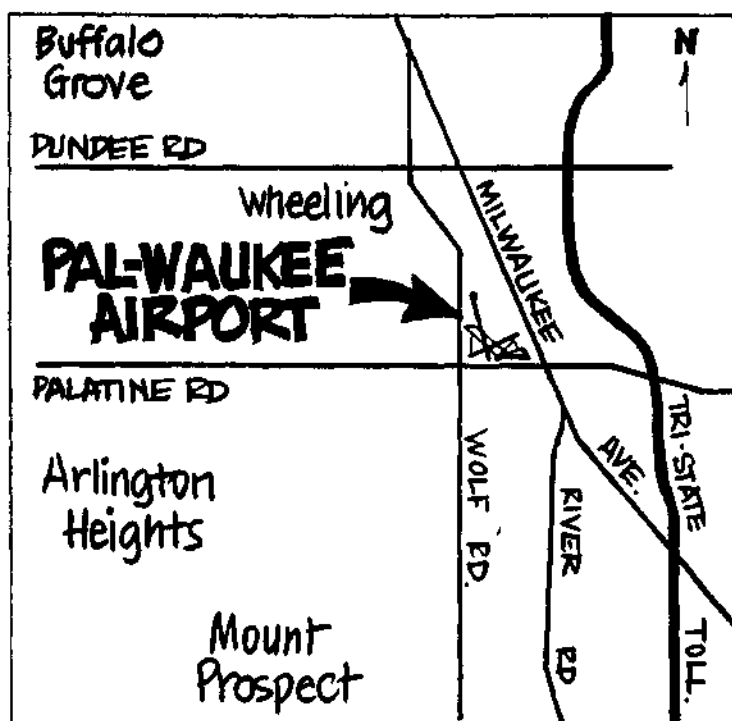 Buffalo
Grove
N
DUNDEE RD
Wheeling
MILWAUKEE
PAL-WAUKEE
AIRPORT
PALATINE RD
TRI-STATE
AVE.
Arlington
Heights
WOLF RD.
RIVER RD
Mount
Prospect
TOLL.